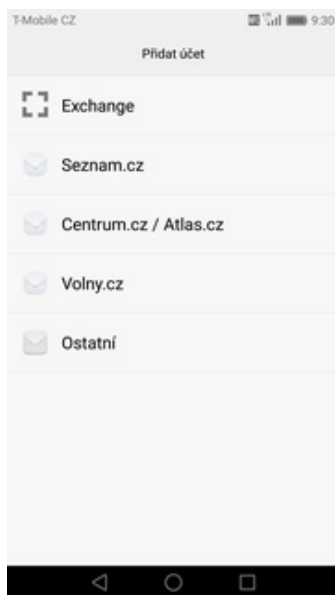 T-Mobile CZ 9:30
Přidat účet
Exchange
Seznam.cz
Centrum.cz / Atlas.cz
Volny.cz
Ostatní